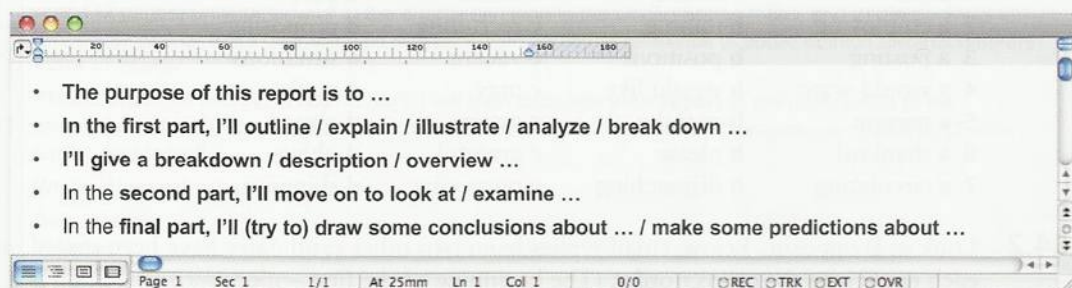 20 40 60 80 100 120 140 160 180
• The purpose of this report is to …
• In the first part, I'll outline / explain / illustrate / analyze / break down …
• I'll give a breakdown / description / overview …
• In the second part, I'll move on to look at / examine …
• In the final part, I'll (try to) draw some conclusions about … / make some predictions about …
Page 1 Sec 1 1/1 At 25mm Ln 1 Col 1 0/0 REC TRK EXT OVR